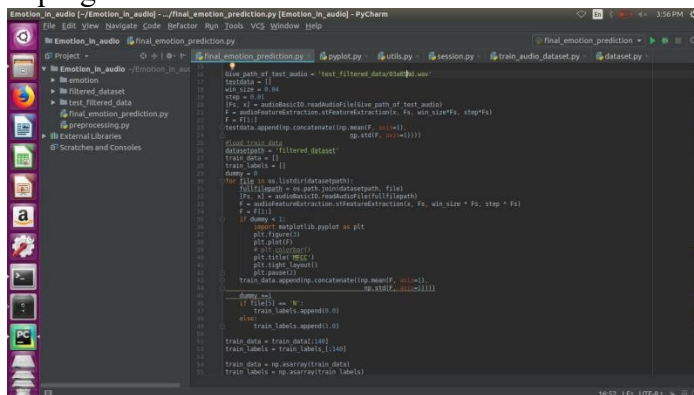 Emotion_in_audio [~/Emotion_in_audio] - .../final_emotion_prediction.py [Emotion_in_audio] - PyCharm
En
3:56 PM
File Edit View Navigate Code Refactor Run Tools VCS Window Help
Emotion_in_audio final_emotion_prediction.py
final_emotion_prediction
Project
final_emotion_prediction.py
pyplot.py
utils.py
session.py
train_audio_dataset.py
dataset.py
Emotion_in_audio ~/Emotion_in_au
emotion
filtered_dataset
test_filtered_data
final_emotion_prediction.py
preprocessing.py
External Libraries
Scratches and Consoles
Give_path_of_test_audio =
testdata = []
win_size = 0.04
step = 0.01
[Fs, x] = audioBasicIO.readAudioFile(Give_path_of_test_audio)
F = audioFeatureExtraction.stFeatureExtraction(x, Fs, win_size*Fs, step*Fs)
F = F[1:]
testdata.append(np.concatenate((np.mean(F, axis=1),
np.std(F, axis=1))))
#load train data
datasetpath = 'filtered_dataset'
train_data = []
train_labels = []
dummy = 0
for file in os.listdir(datasetpath):
fullfilepath = os.path.join(datasetpath, file)
[Fs, x] = audioBasicIO.readAudioFile(fullfilepath)
F = audioFeatureExtraction.stFeatureExtraction(x, Fs, win_size * Fs, step * Fs)
F = F[1:]
if dummy < 1:
import matplotlib.pyplot as plt
plt.figure(3)
plt.plot(F)
# plt.colorbar()
plt.title('MFCC')
plt.tight_layout()
plt.pause(2)
train_data.append(np.concatenate((np.mean(F, axis=1),
np.std(F, axis=1))))
dummy +=1
if file[5] == 'N':
train_labels.append(0.0)
else:
train_labels.append(1.0)
train_data = train_data[:140]
train_labels = train_labels [:140]
train_data = np.asarray(train_data)
train_labels = np.asarray(train_labels)